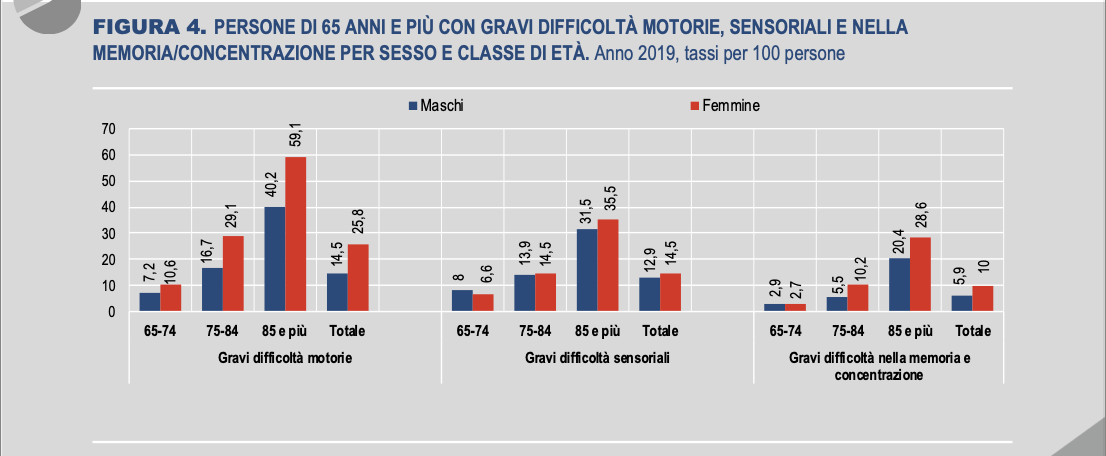 FIGURA 4. PERSONE DI 65 ANNI E PIÙ CON GRAVI DIFFICOLTÀ MOTORIE, SENSORIALI E NELLA
MEMORIA/CONCENTRAZIONE PER SESSO E CLASSE DI ETÀ. Anno 2019, tassi per 100 persone
Maschi Femmine
70
60
50
40
30
20
10
0
7,2 10,6 16,7 29,1 40,2 59,1 14,5 25,8
8 6,6 13,9 14,5 31,5 35,5 12,9 14,5
2,9 2,7 5,5 10,2 20,4 28,6 5,9 10
65-74 75-84 85 e più Totale 65-74 75-84 85 e più Totale 65-74 75-84 85 e più Totale
Gravi difficoltà motorie Gravi difficoltà sensoriali Gravi difficoltà nella memoria e
concentrazione